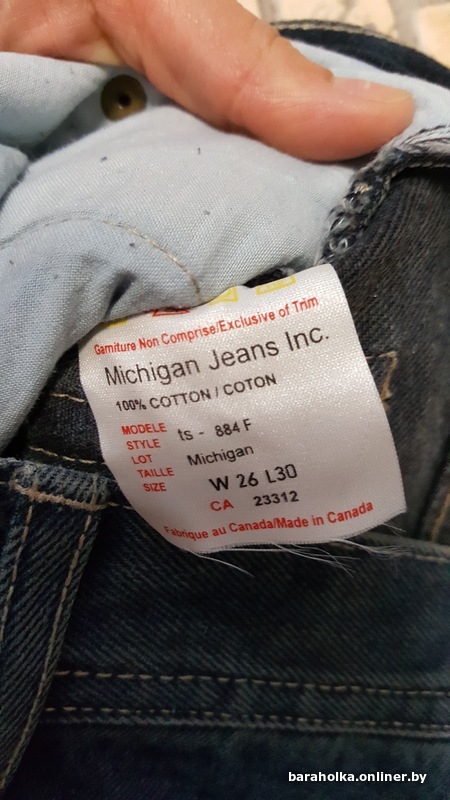 Garniture Non Comprise/Exclusive of Trim
Michigan Jeans Inc.
100% COTTON / COTON
MODELE
STYLE ts - 884 F
LOT Michigan
TAILLE
SIZE W 26 L30
CA 23312
Fabrique au Canada/Made in Canada
baraholka.onliner.by